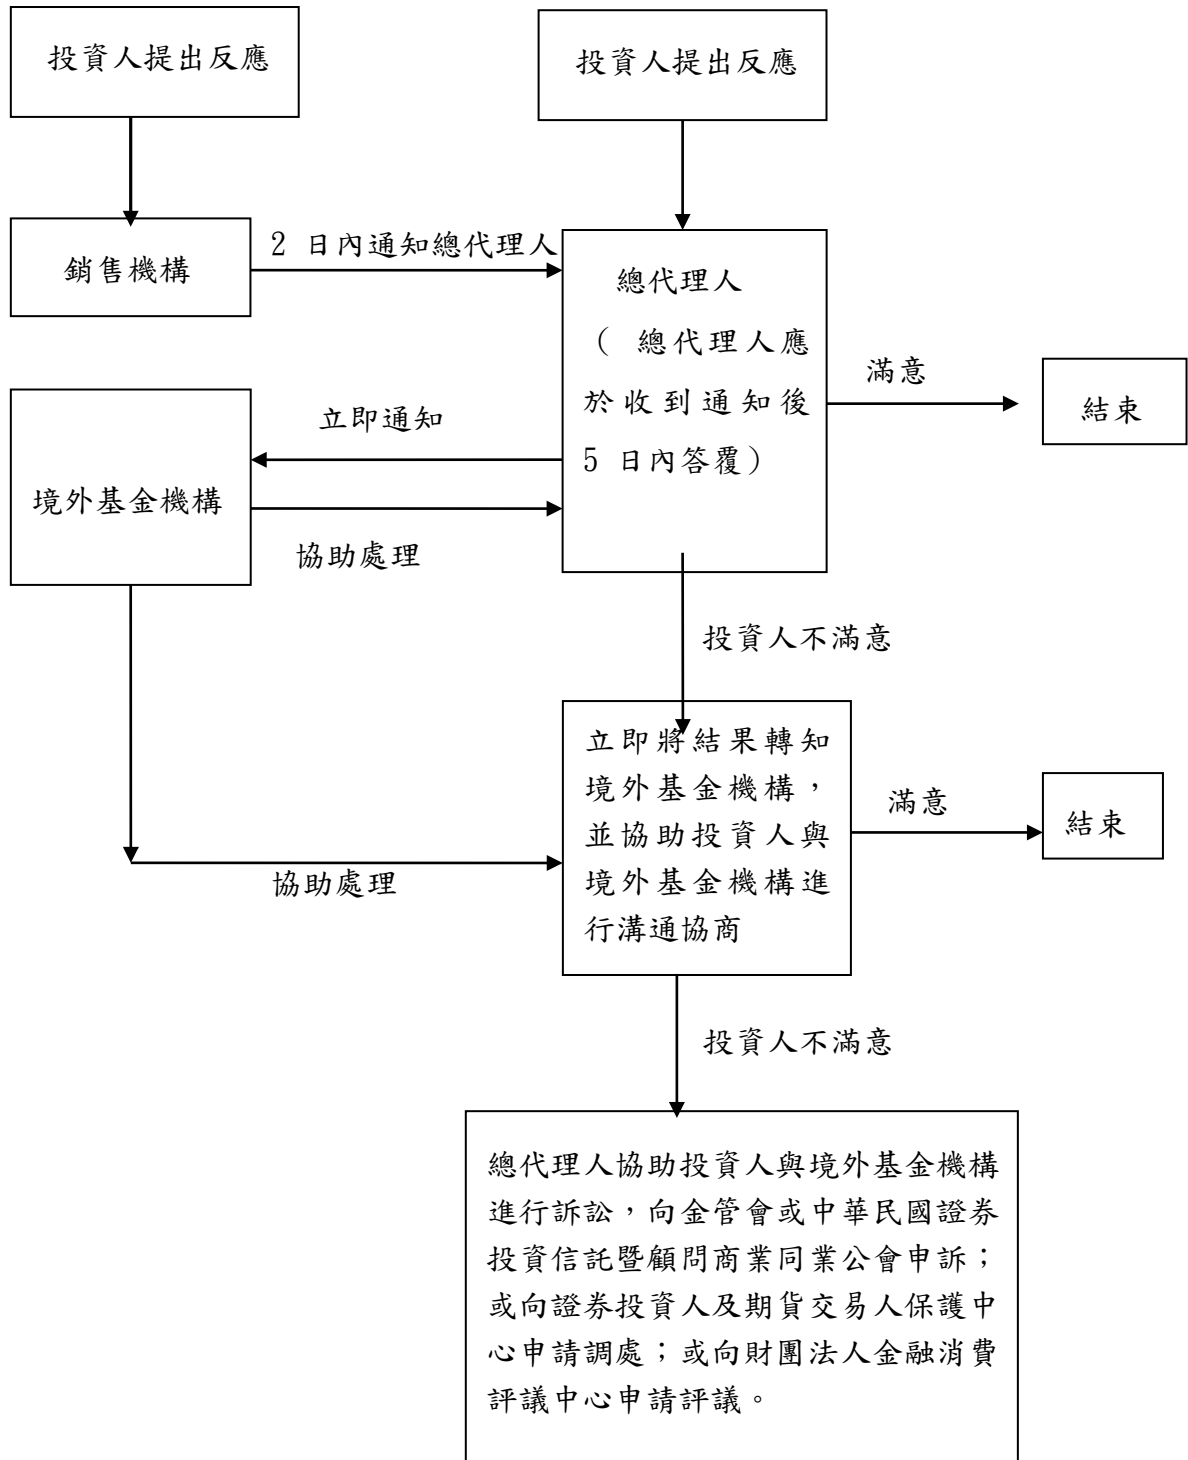 投資人提出反應
投資人提出反應
銷售機構
2 日內通知總代理人
總代理人
( 總代理人應
於收到通知後
5 日內答覆)
滿意
結束
立即通知
境外基金機構
協助處理
投資人不滿意
立即將結果轉知
境外基金機構，
並協助投資人與
境外基金機構進
行溝通協商
滿意
結束
協助處理
投資人不滿意
總代理人協助投資人與境外基金機構
進行訴訟，向金管會或中華民國證券
投資信託暨顧問商業同業公會申訴；
或向證券投資人及期貨交易人保護中
心申請調處；或向財團法人金融消費
評議中心申請評議。